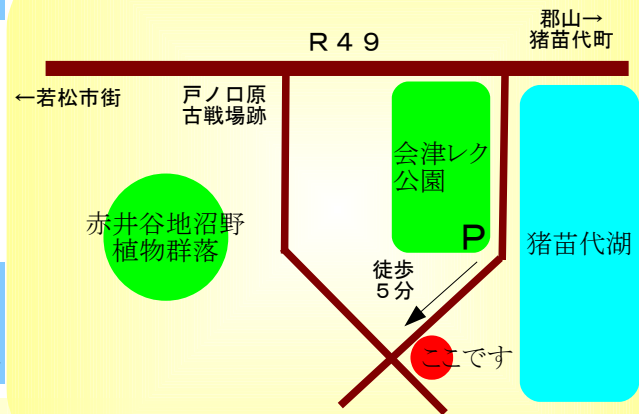 R49
郡山→
猪苗代町
←若松市街
戸ノ口原
古戦場跡
会津レク
公園
P
赤井谷地沼野
植物群落
猪苗代湖
徒歩
5分
ここです